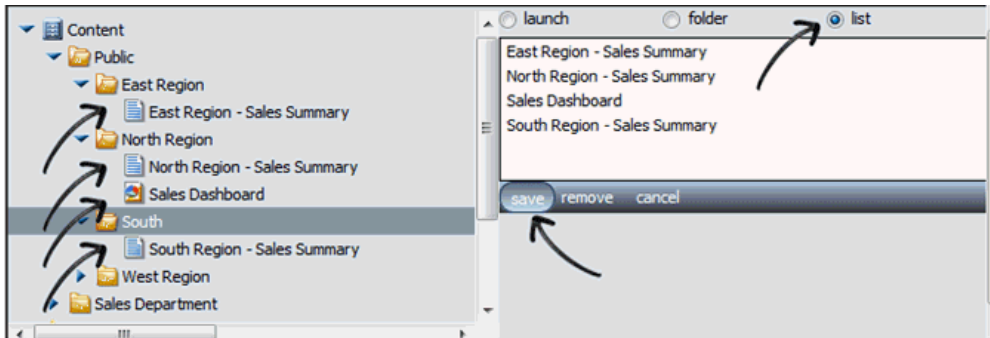 Content
Public
East Region
East Region - Sales Summary
North Region
North Region - Sales Summary
Sales Dashboard
South
South Region - Sales Summary
West Region
Sales Department
launch folder list
East Region - Sales Summary
North Region - Sales Summary
Sales Dashboard
South Region - Sales Summary
save remove cancel